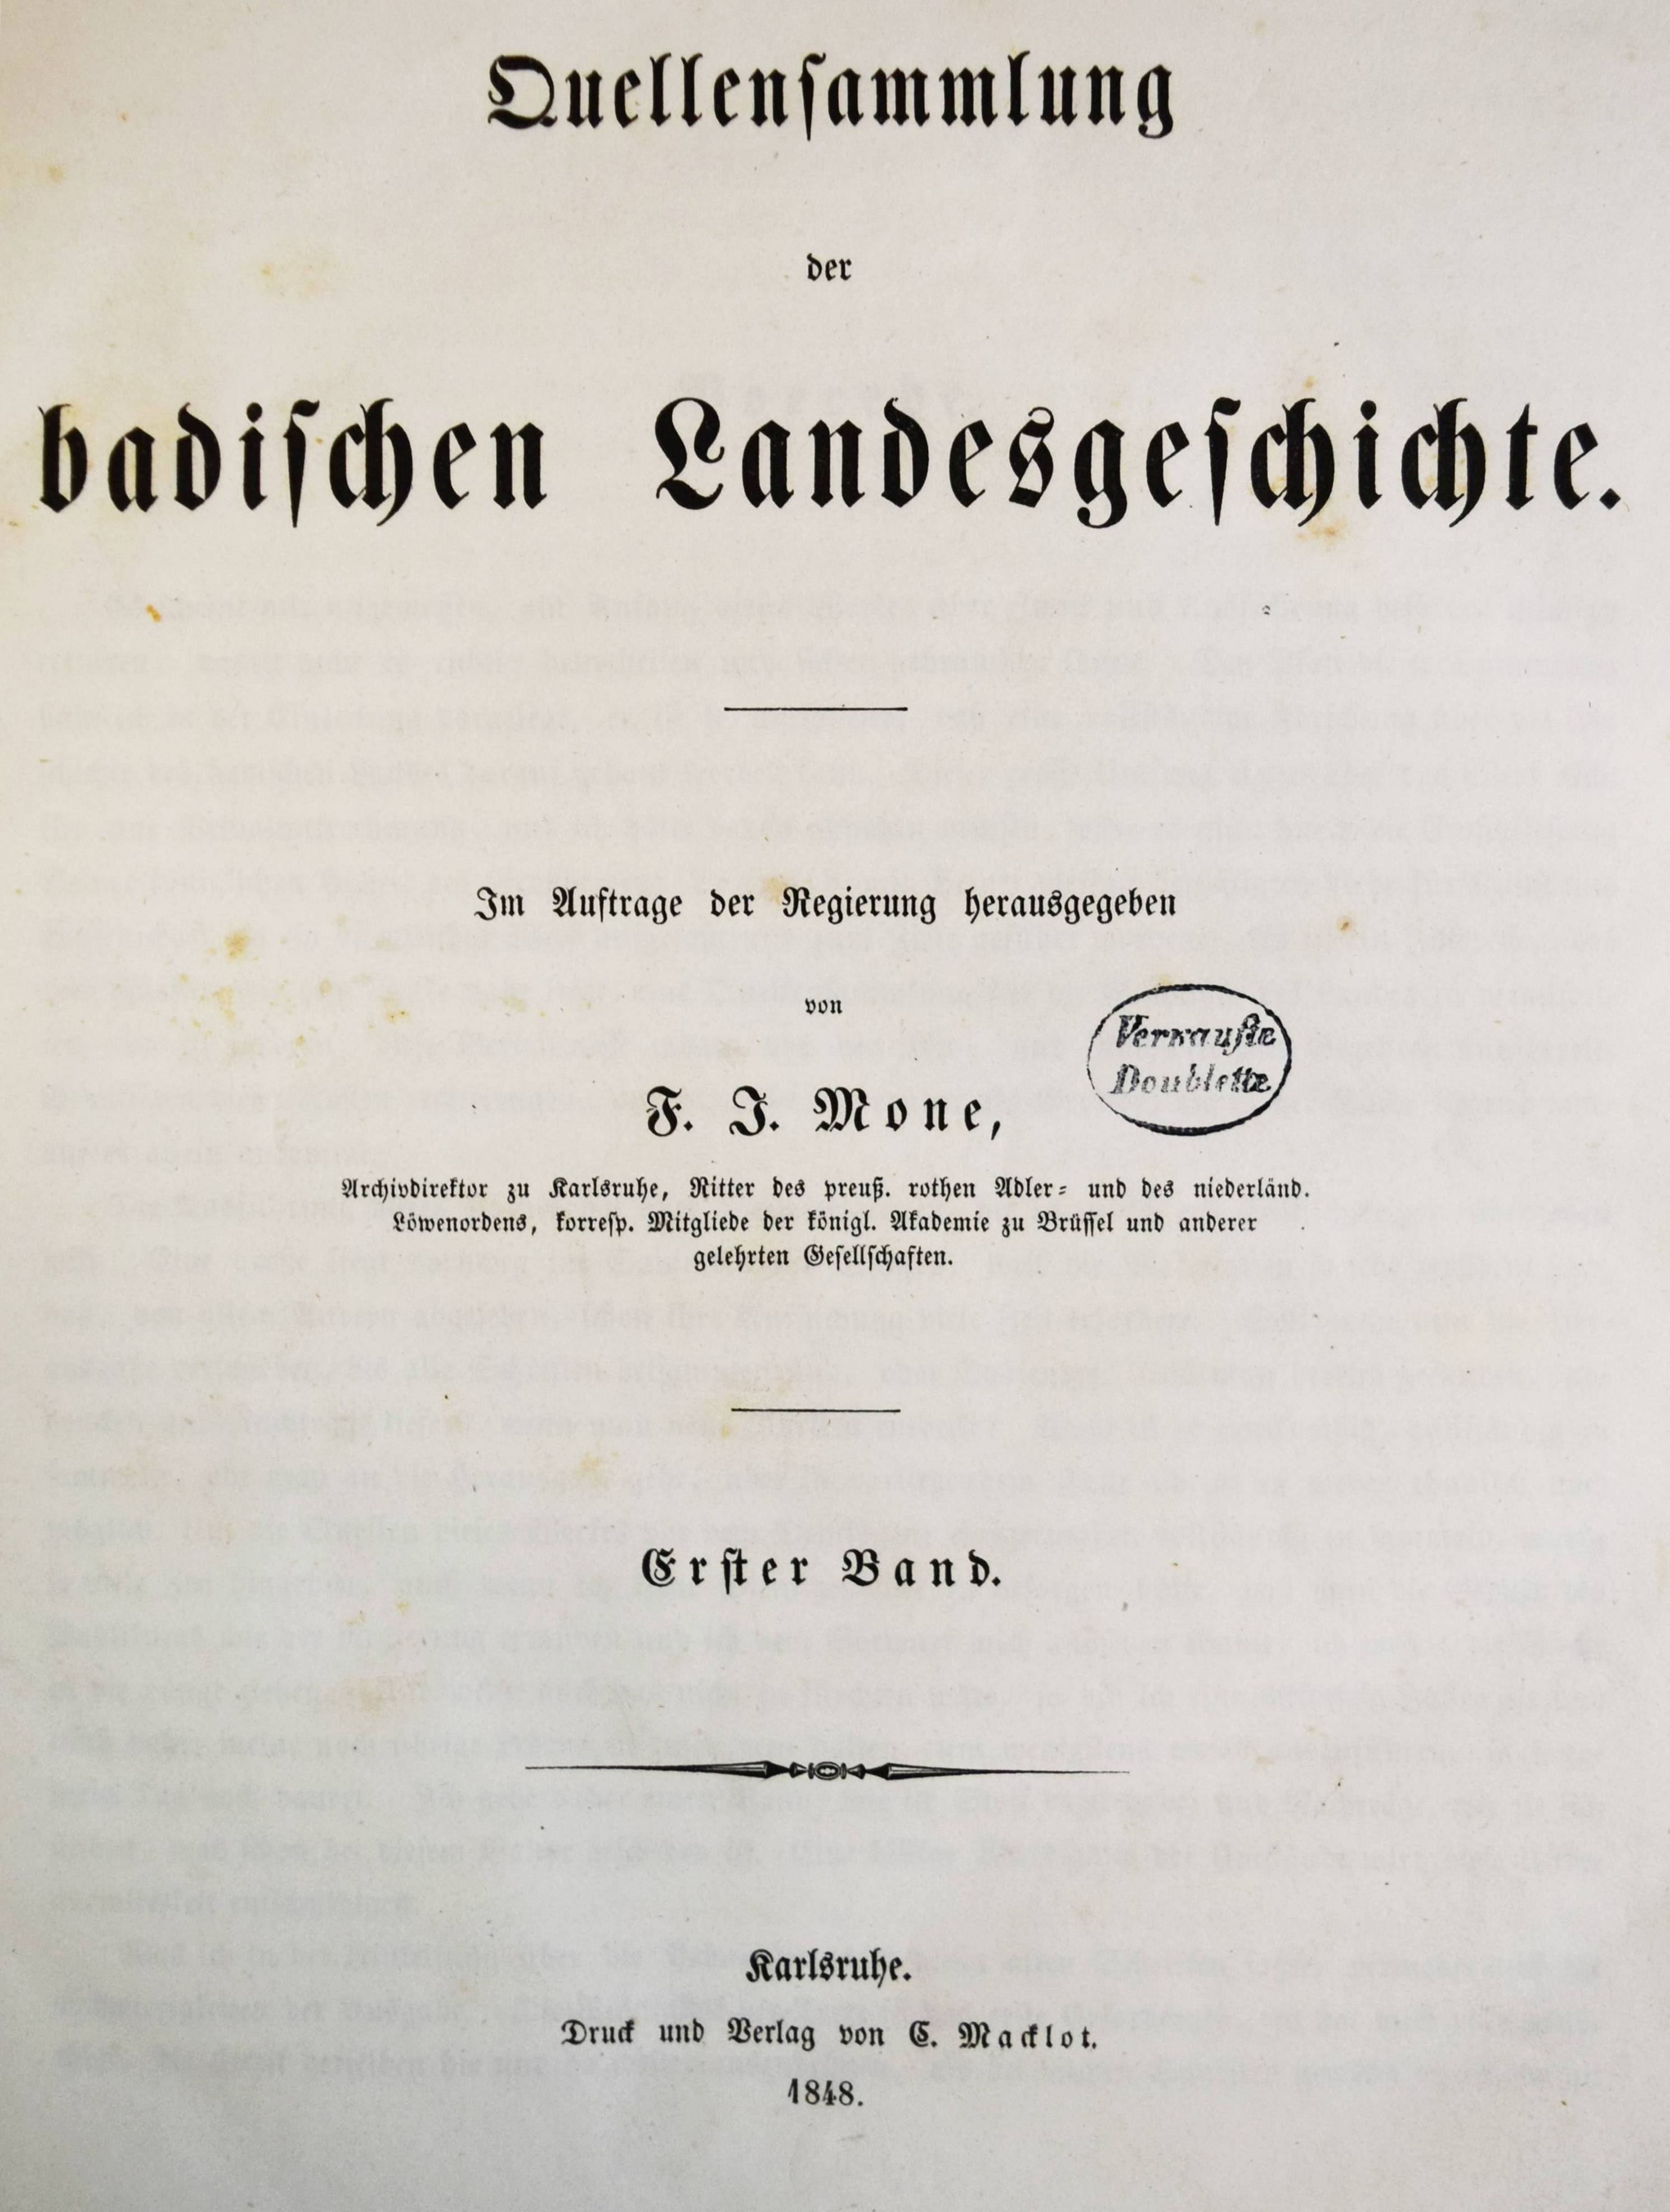 Quellensammlung
der
badischen Landesgeschichte.
Im Auftrage der Regierung herausgegeben
von
Verkaufte
Doublette
F. J. Mone,
Archivdirektor zu Karlsruhe, Ritter des preuß. rothen Adler- und des niederländ.
Löwenordens, korresp. Mitgliede der königl. Akademie zu Brüssel und anderer
gelehrten Gesellschaften.
Erster Band.
Karlsruhe.
Druck und Verlag von C. Macklot.
1848.